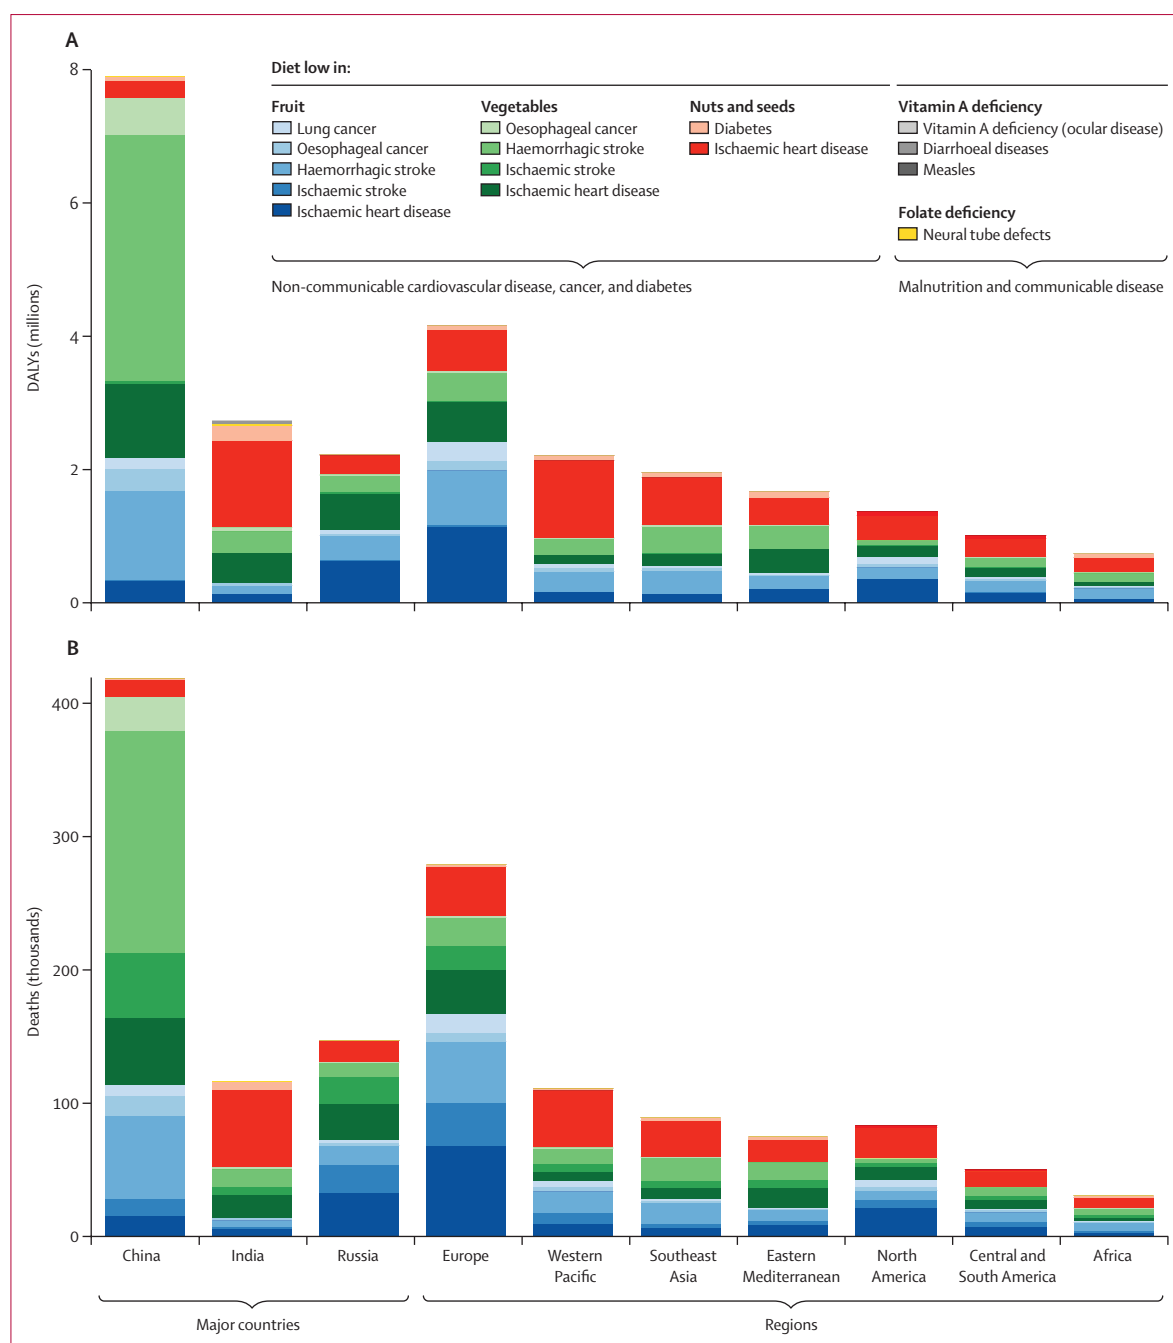 A
8
6
4
2
0
DALYs (millions)
Diet low in:
Fruit
Lung cancer
Oesophageal cancer
Haemorrhagic stroke
Ischaemic stroke
Ischaemic heart disease
Vegetables
Oesophageal cancer
Haemorrhagic stroke
Ischaemic stroke
Ischaemic heart disease
Nuts and seeds
Diabetes
Ischaemic heart disease
Non-communicable cardiovascular disease, cancer, and diabetes
Vitamin A deficiency
Vitamin A deficiency (ocular disease)
Diarrhoeal diseases
Measles
Folate deficiency
Neural tube defects
Malnutrition and communicable disease
B
400
300
200
100
0
Deaths (thousands)
China
India
Russia
Europe
Western
Pacific
Southeast
Asia
Eastern
Mediterranean
North
America
Central and
South America
Africa
Major countries
Regions